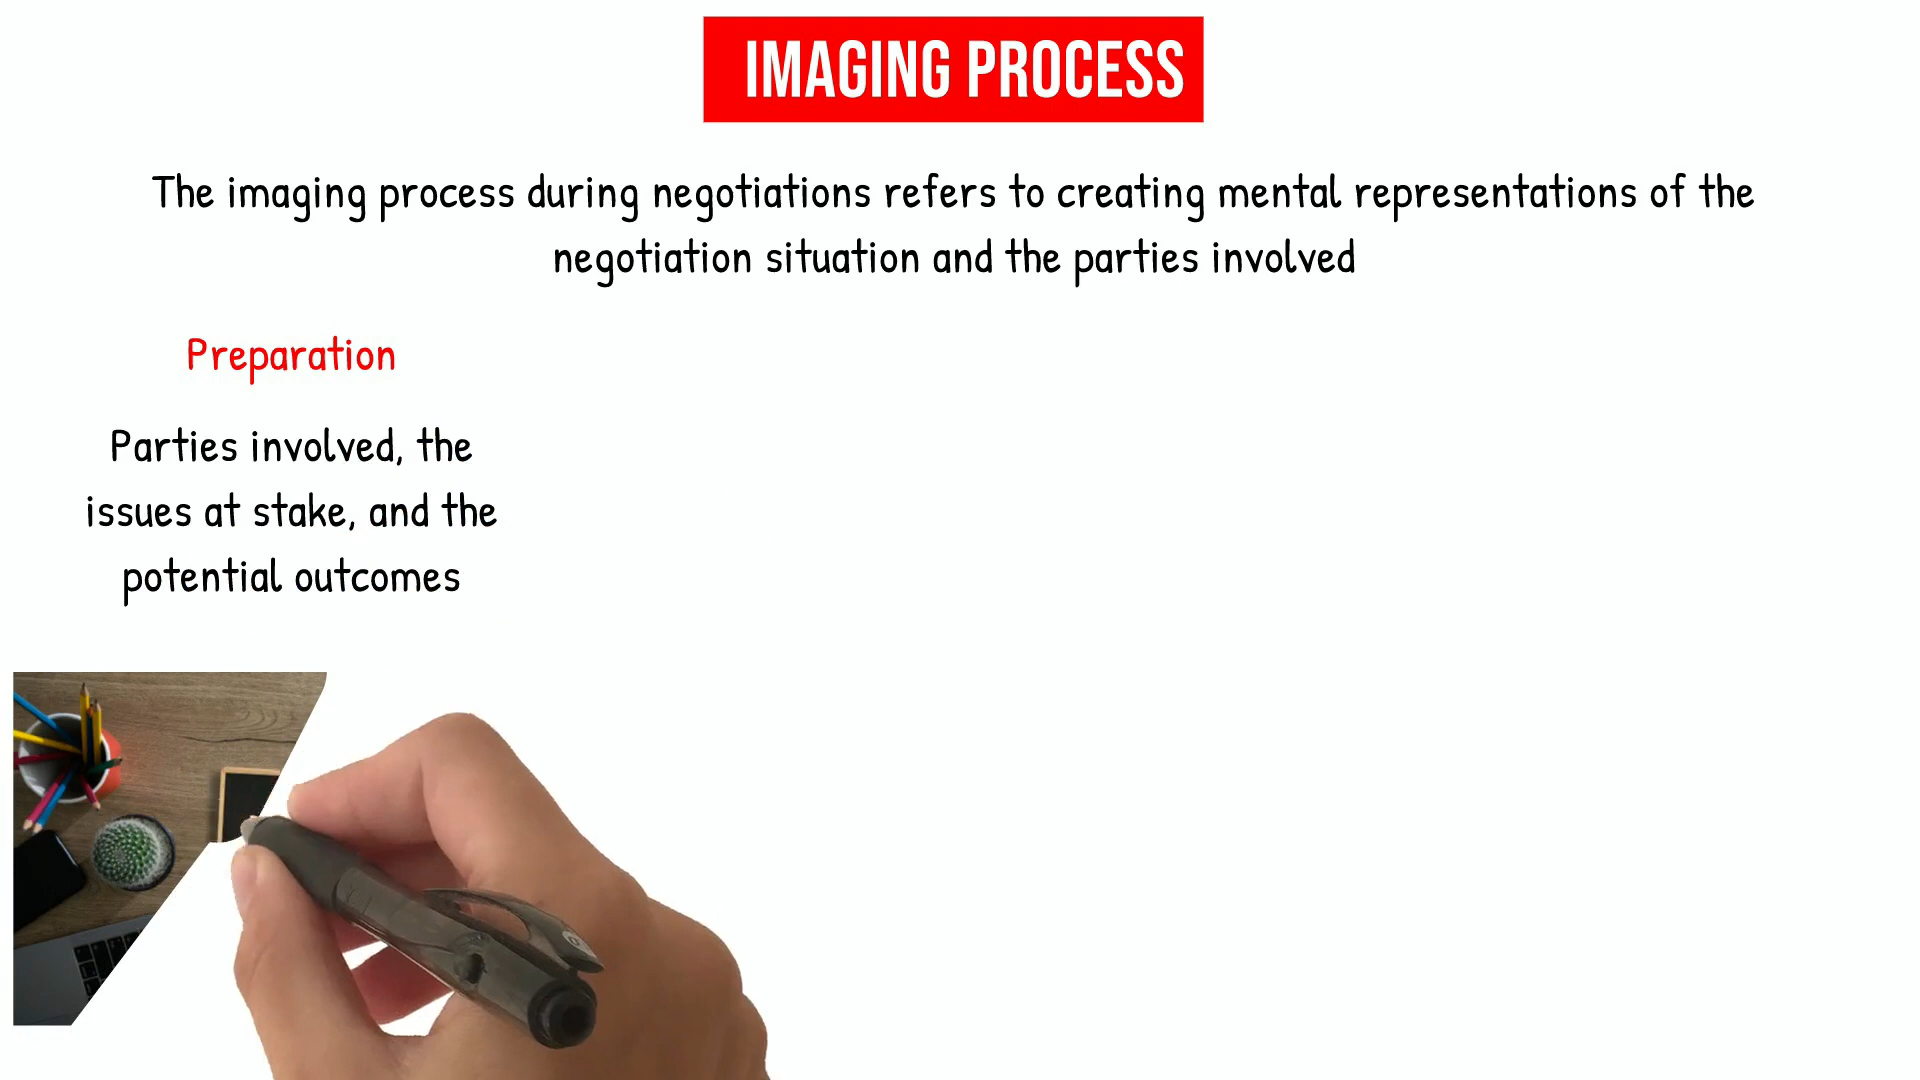 IMAGING PROCESS
The imaging process during negotiations refers to creating mental representations of the
negotiation situation and the parties involved
Preparation
Parties involved, the
issues at stake, and the
potential outcomes